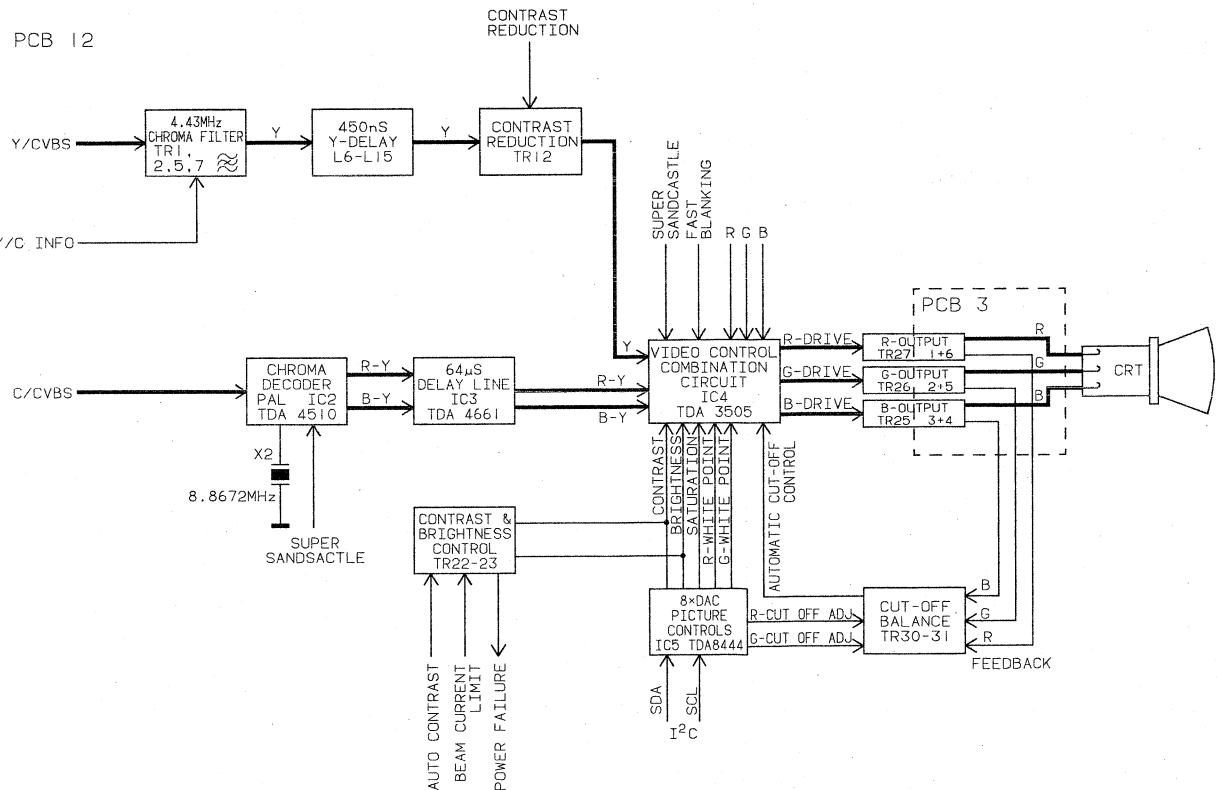 PCB 12
CONTRAST
REDUCTION
Y/CVBS
4.43MHz
CHROMA FILTER
TR1,
2,5,7
Y
450nS
Y-DELAY
L6-L15
Y
CONTRAST
REDUCTION
TR12
Y/C INFO
SUPER
SANDCASTLE
FAST
BLANKING
R G B
PCB 3
Y
VIDEO CONTROL
COMBINATION
CIRCUIT
IC4
TDA 3505
R-DRIVE
G-DRIVE
B-DRIVE
R-OUTPUT
TR27 1+6
G-OUTPUT
TR26 2+5
B-OUTPUT
TR25 3+4
R
G
B
CRT
C/CVBS
CHROMA
DECODER
PAL IC2
TDA 4510
R-Y
B-Y
64µS
DELAY LINE
IC3
TDA 4661
R-Y
B-Y
X2
8.8672MHz
SUPER
SANDSACTLE
CONTRAST
BRIGHTNESS
SATURATION
R-WHITE POINT
G-WHITE POINT
AUTOMATIC CUT-OFF
CONTROL
CONTRAST &
BRIGHTNESS
CONTROL
TR22-23
8×DAC
PICTURE
CONTROLS
IC5 TDA8444
R-CUT OFF ADJ
G-CUT OFF ADJ
CUT-OFF
BALANCE
TR30-31
B
G
R
FEEDBACK
AUTO CONTRAST
BEAM CURRENT
LIMIT
POWER FAILURE
SDA
SCL
I²C